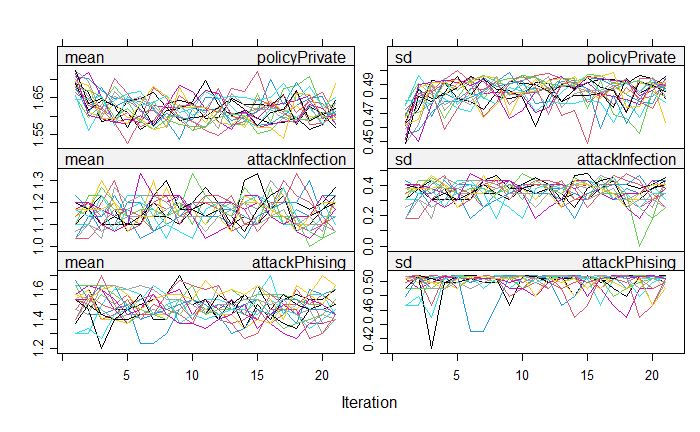 mean policyPrivate sd policyPrivate
1.55 1.65
0.45 0.47 0.49
mean attackInfection sd attackInfection
1.0 1.1 1.2 1.3
0.0 0.2 0.4
mean attackPhising sd attackPhising
1.2 1.4 1.6
0.42 0.46 0.50
5 10 15 20 5 10 15 20
Iteration